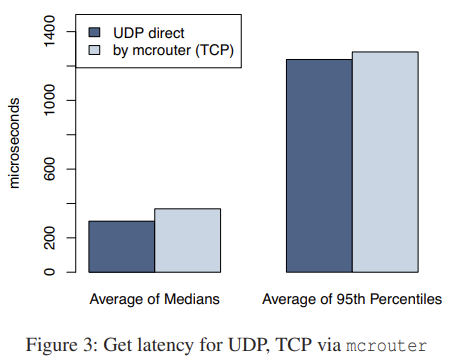 1400
1000
600
200
0
microseconds
UDP direct
by mcrouter (TCP)
Average of Medians
Average of 95th Percentiles
Figure 3: Get latency for UDP, TCP via mcrouter